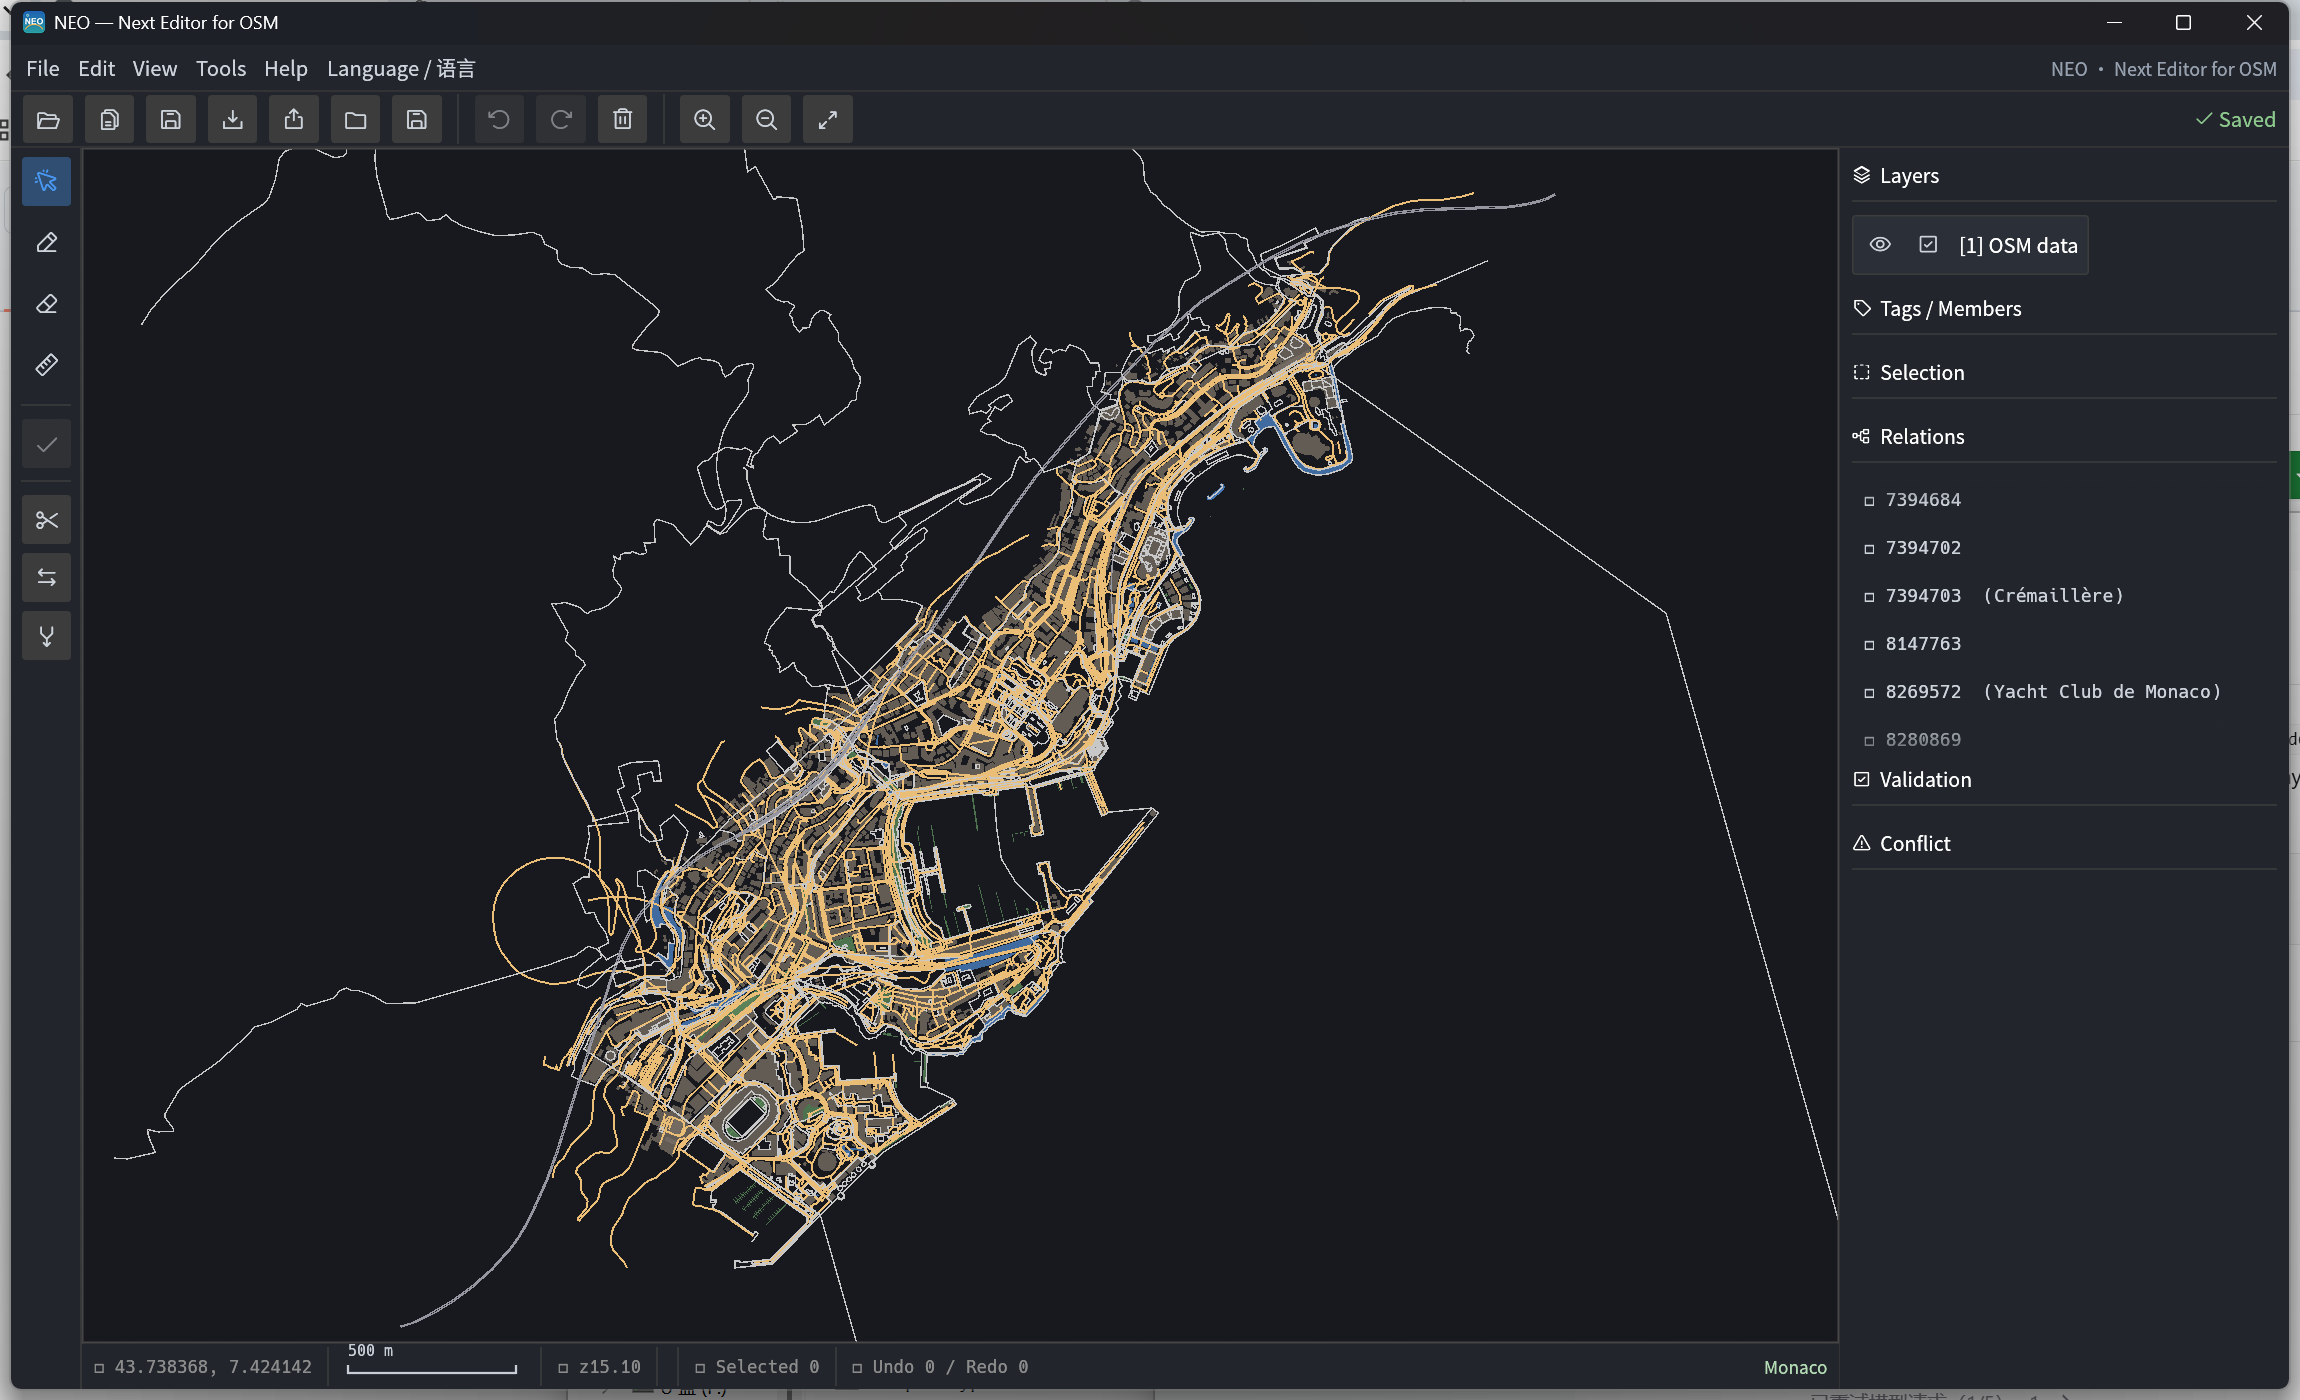 NEO — Next Editor for OSM
File Edit View Tools Help Language / 语言
NEO • Next Editor for OSM
Saved
Layers
[1] OSM data
Tags / Members
Selection
Relations
7394684
7394702
7394703 (Crémaillère)
8147763
8269572 (Yacht Club de Monaco)
8280869
Validation
Conflict
43.738368, 7.424142
500 m
z15.10
Selected 0
Undo 0 / Redo 0
Monaco